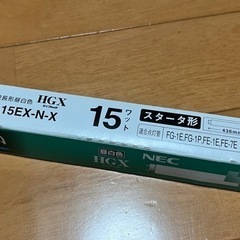 長形昼白色 HGX
15EX-N-X
15ワット
スタータ形
適合点灯管
FG-1E,FG-1P,FE-1E,FE-7E
436mm
昼白色
HGX
NEC